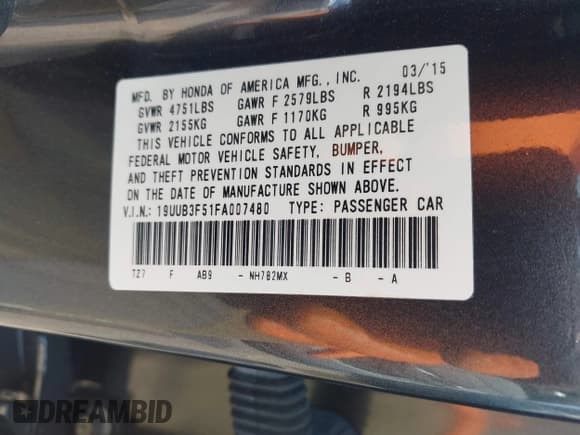 MFD. BY HONDA OF AMERICA MFG., INC. 03/'15
GVWR 4751LBS GAWR F 2579LBS R 2194LBS
GVWR 2155KG GAWR F 1170KG R 995KG
THIS VEHICLE CONFORMS TO ALL APPLICABLE
FEDERAL MOTOR VEHICLE SAFETY, BUMPER,
AND THEFT PREVENTION STANDARDS IN EFFECT
ON THE DATE OF MANUFACTURE SHOWN ABOVE.
V.I.N.: 19UUB3F51FA007480 TYPE: PASSENGER CAR
TZ7 F AB9 - NH782MX - B - A
DREAMBID